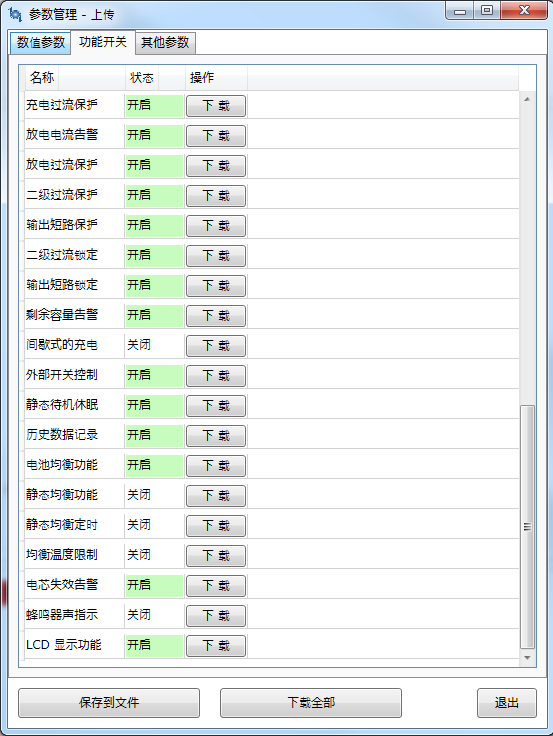 参数管理 - 上传
数值参数 功能开关 其他参数
名称 状态 操作
充电过流保护 开启 下 载
放电电流告警 开启 下 载
放电过流保护 开启 下 载
二级过流保护 开启 下 载
输出短路保护 开启 下 载
二级过流锁定 开启 下 载
输出短路锁定 开启 下 载
剩余容量告警 开启 下 载
间歇式的充电 关闭 下 载
外部开关控制 开启 下 载
静态待机休眠 开启 下 载
历史数据记录 开启 下 载
电池均衡功能 开启 下 载
静态均衡功能 关闭 下 载
静态均衡定时 关闭 下 载
均衡温度限制 关闭 下 载
电芯失效告警 开启 下 载
蜂鸣器声指示 关闭 下 载
LCD 显示功能 开启 下 载
保存到文件 下载全部 退出